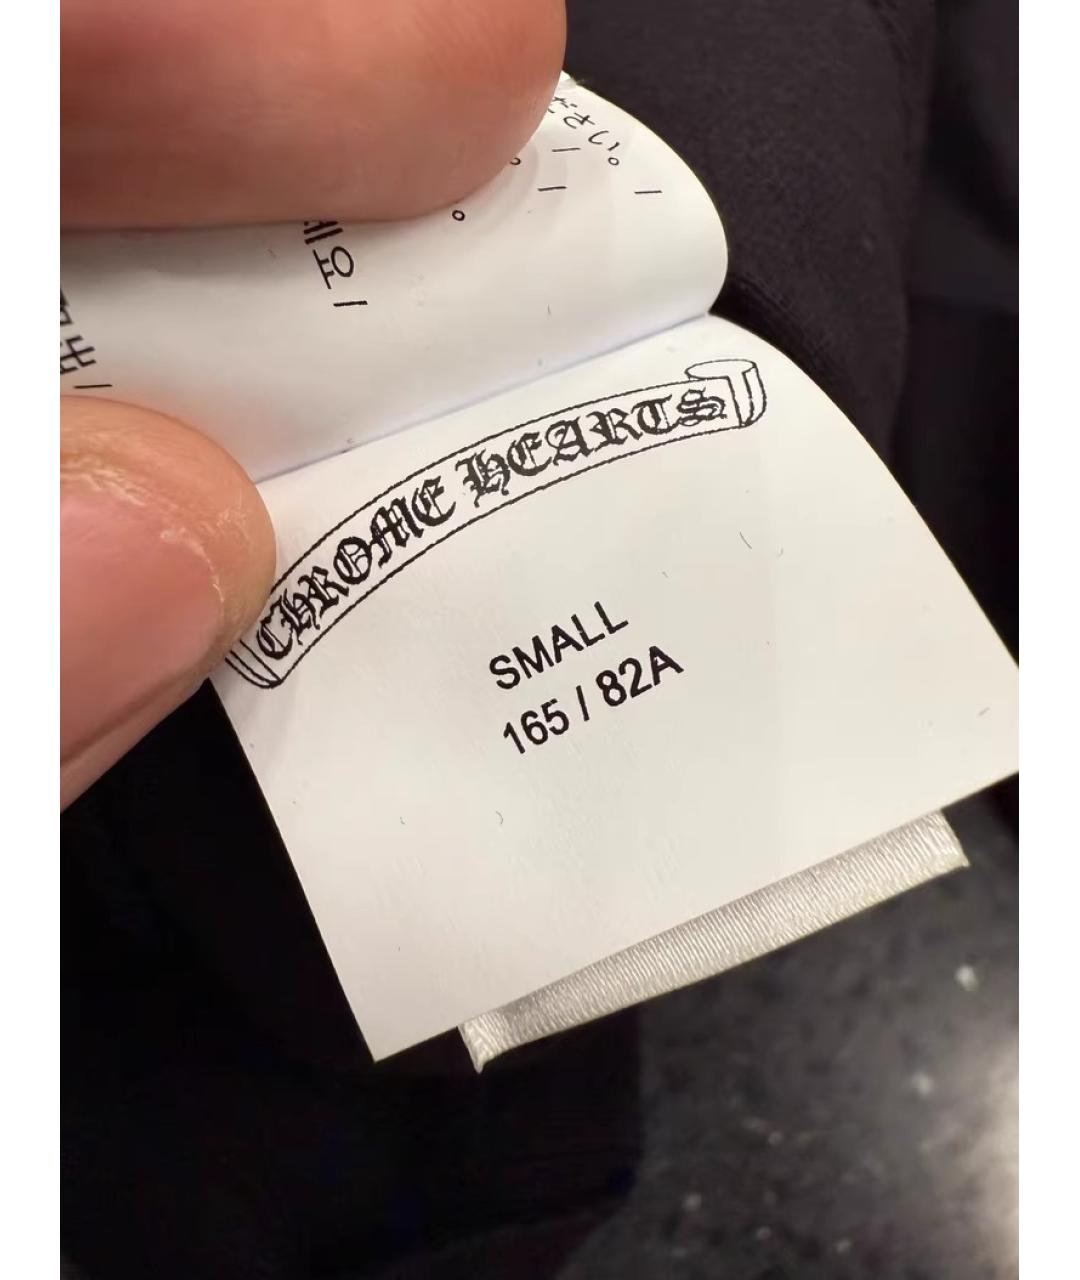 CHROME HEARTS
SMALL
165 / 82A